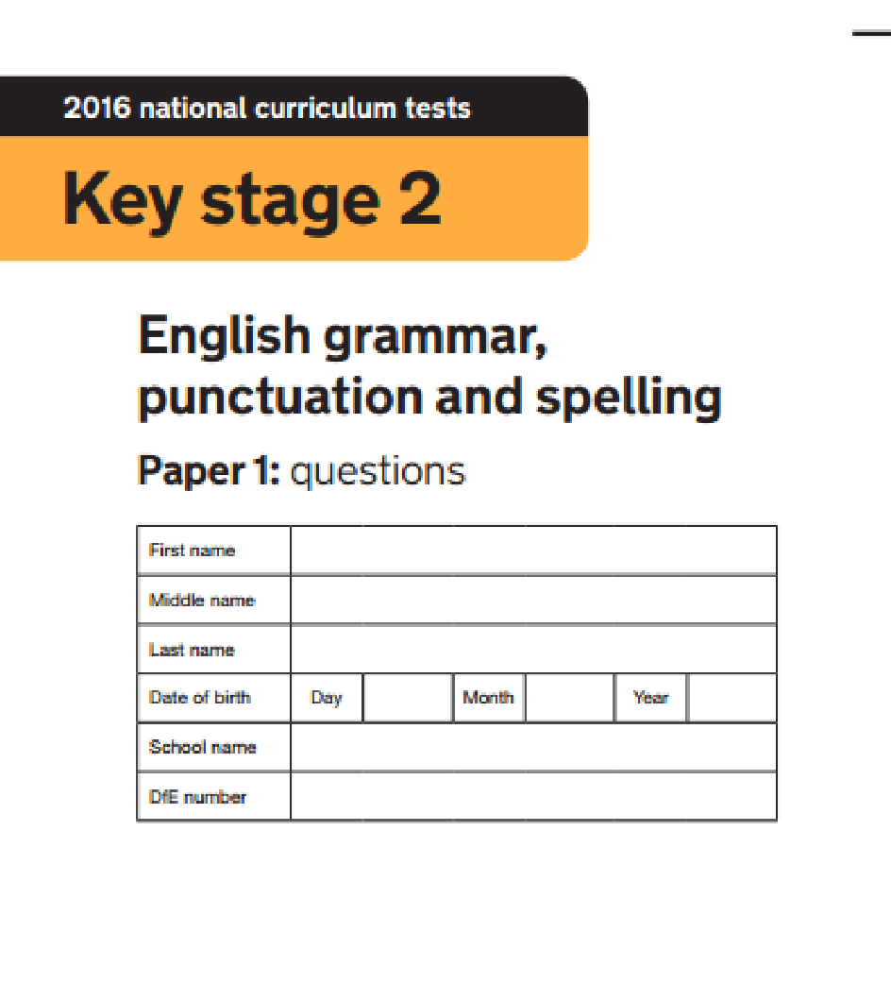 2016 national curriculum tests
Key stage 2
English grammar,
punctuation and spelling
Paper 1: questions
First name
Middle name
Last name
Date of birth Day Month Year
School name
DfE number